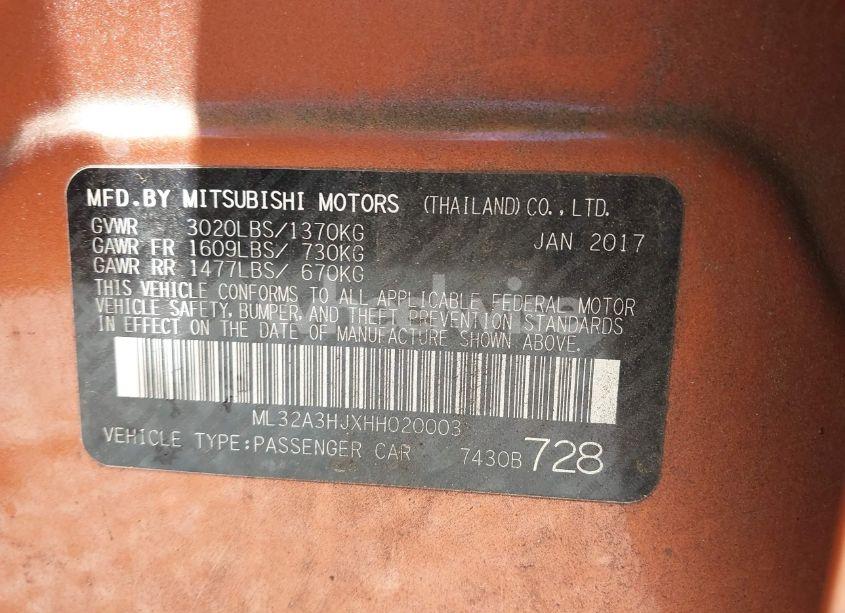 MFD.BY MITSUBISHI MOTORS (THAILAND) CO., LTD.
GVWR 3020LBS/1370KG JAN 2017
GAWR FR 1609LBS/ 730KG
GAWR RR 1477LBS/ 670KG
THIS VEHICLE CONFORMS TO ALL APPLICABLE FEDERAL MOTOR
VEHICLE SAFETY, BUMPER, AND THEFT PREVENTION STANDARDS
IN EFFECT ON THE DATE OF MANUFACTURE SHOWN ABOVE.
ML32A3HJXHH020003
VEHICLE TYPE:PASSENGER CAR 7430B 728